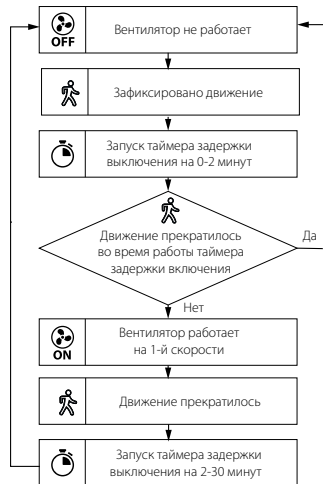 OFF
Вентилятор не работает
Зафиксировано движение
Запуск таймера задержки
выключения на 0-2 минут
Движение прекратилось
во время работы таймера
задержки включения
Да
Нет
ON
Вентилятор работает
на 1-й скорости
Движение прекратилось
Запуск таймера задержки
выключения на 2-30 минут